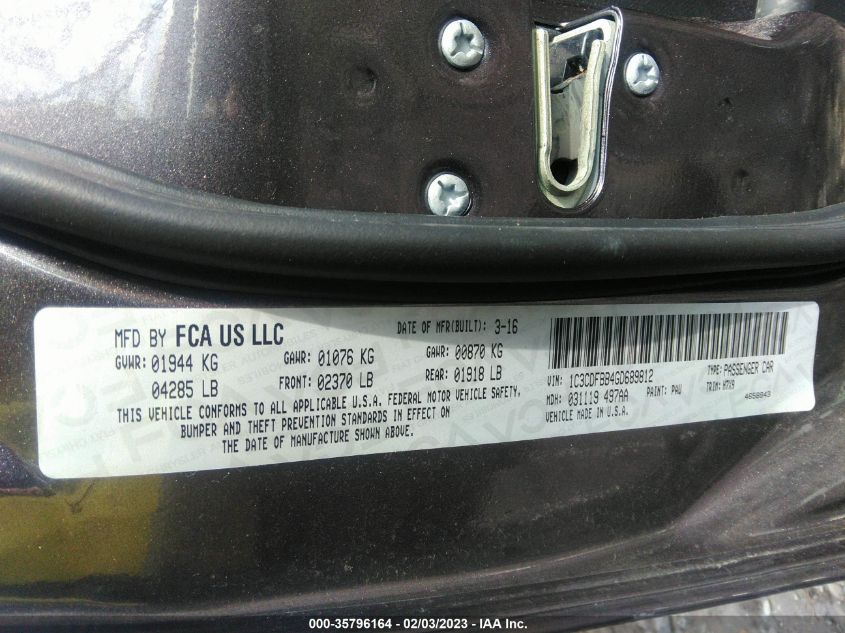 MFD BY FCA US LLC
DATE OF MFR(BUILT): 3-16
GVWR: 01944 KG GAWR: 01076 KG GAWR: 00870 KG
04285 LB FRONT: 02370 LB REAR: 01918 LB
THIS VEHICLE CONFORMS TO ALL APPLICABLE U.S.A. FEDERAL MOTOR VEHICLE SAFETY,
BUMPER AND THEFT PREVENTION STANDARDS IN EFFECT ON
THE DATE OF MANUFACTURE SHOWN ABOVE.
VIN: 1C3CDFBB4GD689812 TYPE: PASSENGER CAR
MDH: 031119 497AA PAINT: PAU TRIM: H7X9
VEHICLE MADE IN U.S.A. 4658943
000-35796164 — 02/03/2023 — © IAA Inc.